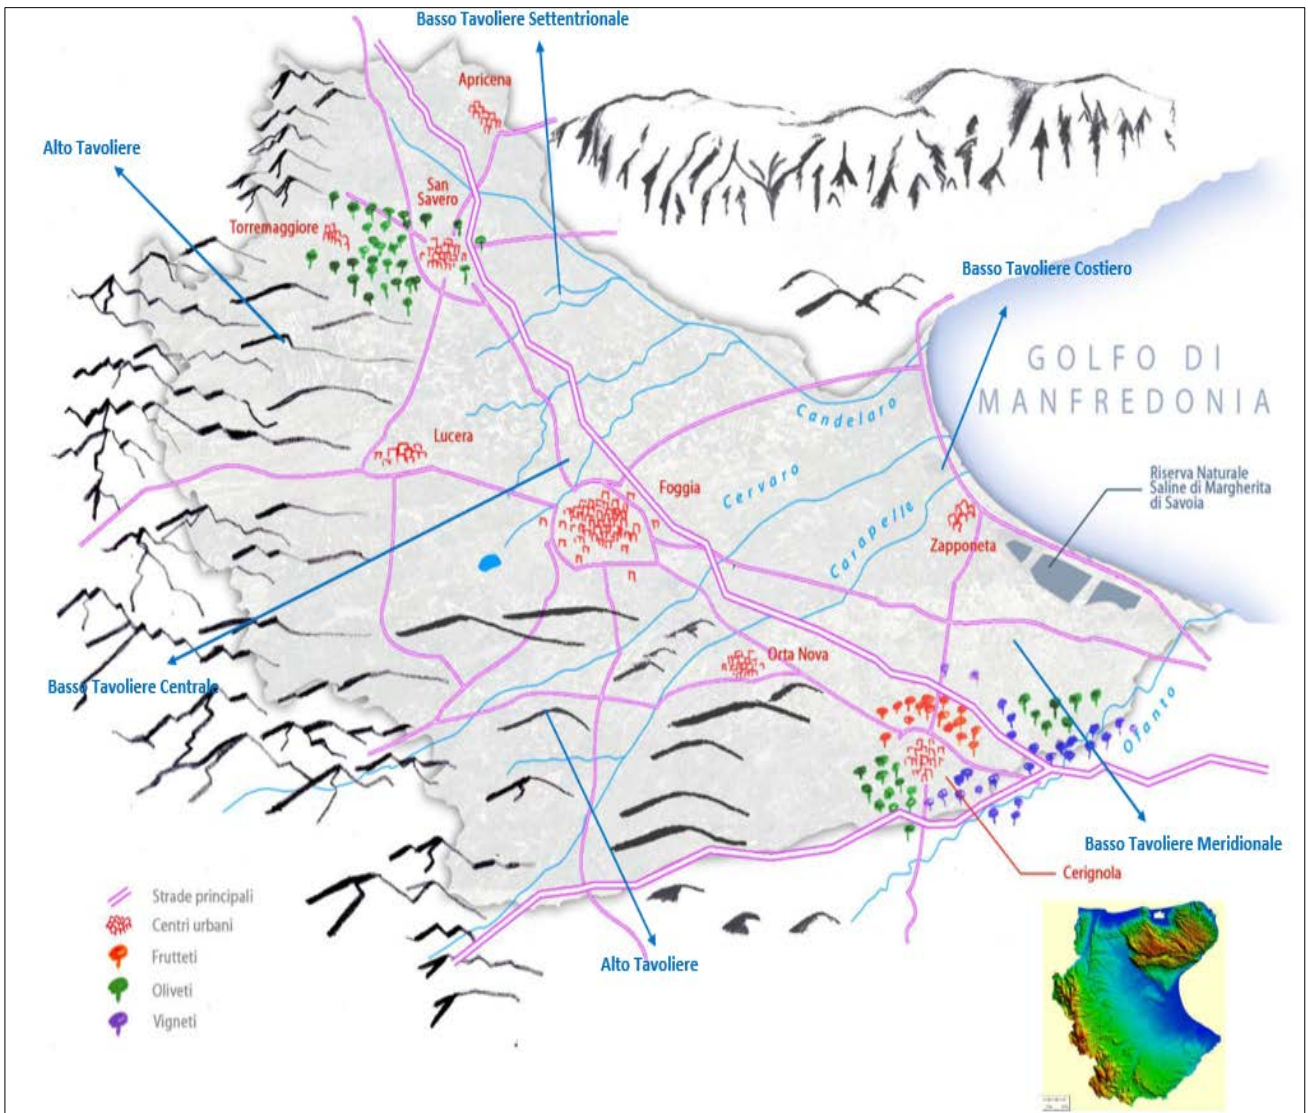 Basso Tavoliere Settentrionale
Apricena
Alto Tavoliere
San
Savero
Torremaggiore
Basso Tavoliere Costiero
GOLFO DI
MANFREDONIA
Candelaro
Lucera
Riserva Naturale
Saline di Margherita
di Savoia
Foggia
Cervaro
Carapelle
Zapponeta
Orta Nova
Basso Tavoliere Centrale
Ofanto
Basso Tavoliere Meridionale
Cerignola
Strade principali
Centri urbani
Frutteti
Alto Tavoliere
Oliveti
Vigneti